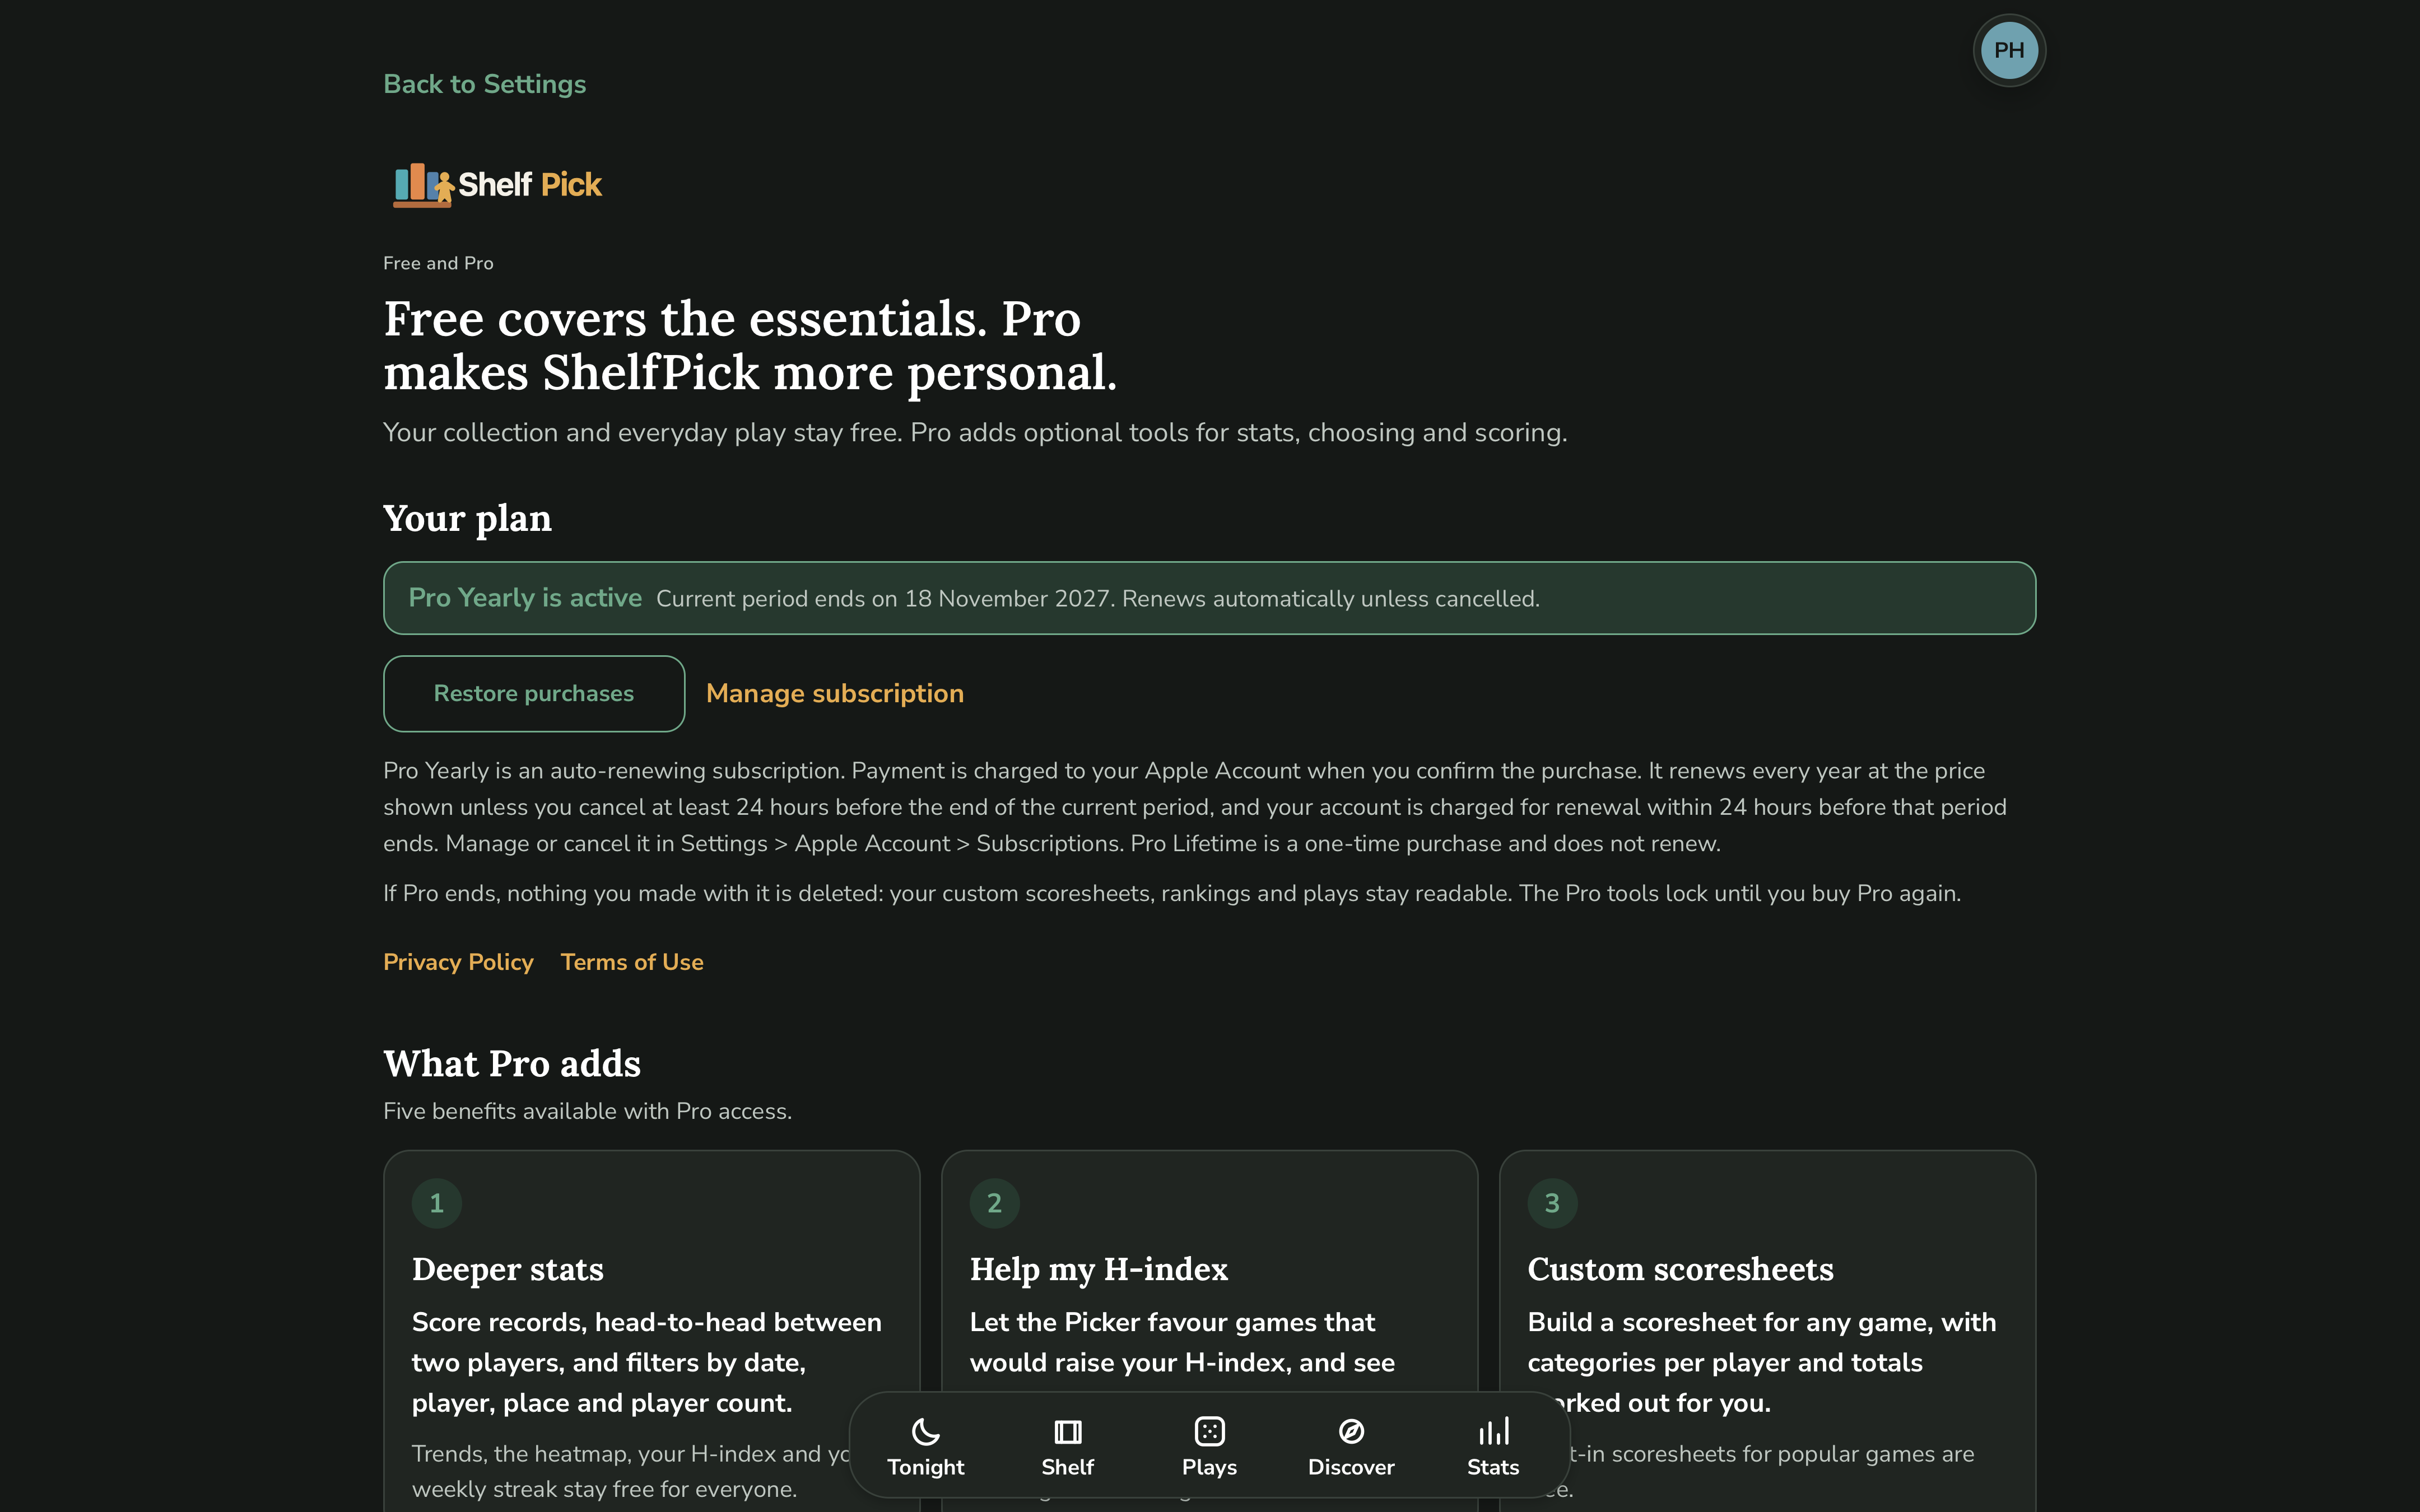 PH
Back to Settings
Shelf Pick
Free and Pro
Free covers the essentials. Pro
makes ShelfPick more personal.
Your collection and everyday play stay free. Pro adds optional tools for stats, choosing and scoring.
Your plan
Pro Yearly is active Current period ends on 18 November 2027. Renews automatically unless cancelled.
Restore purchases Manage subscription
Pro Yearly is an auto-renewing subscription. Payment is charged to your Apple Account when you confirm the purchase. It renews every year at the price
shown unless you cancel at least 24 hours before the end of the current period, and your account is charged for renewal within 24 hours before that period
ends. Manage or cancel it in Settings > Apple Account > Subscriptions. Pro Lifetime is a one-time purchase and does not renew.
If Pro ends, nothing you made with it is deleted: your custom scoresheets, rankings and plays stay readable. The Pro tools lock until you buy Pro again.
Privacy Policy Terms of Use
What Pro adds
Five benefits available with Pro access.
1
Deeper stats
Score records, head-to-head between
two players, and filters by date,
player, place and player count.
Trends, the heatmap, your H-index and
weekly streak stay free for everyone.
2
Help my H-index
Let the Picker favour games that
would raise your H-index, and see
3
Custom scoresheets
Build a scoresheet for any game, with
categories per player and totals
out for you.
scoresheets for popular games are
Tonight
Shelf
Plays
Discover
Stats